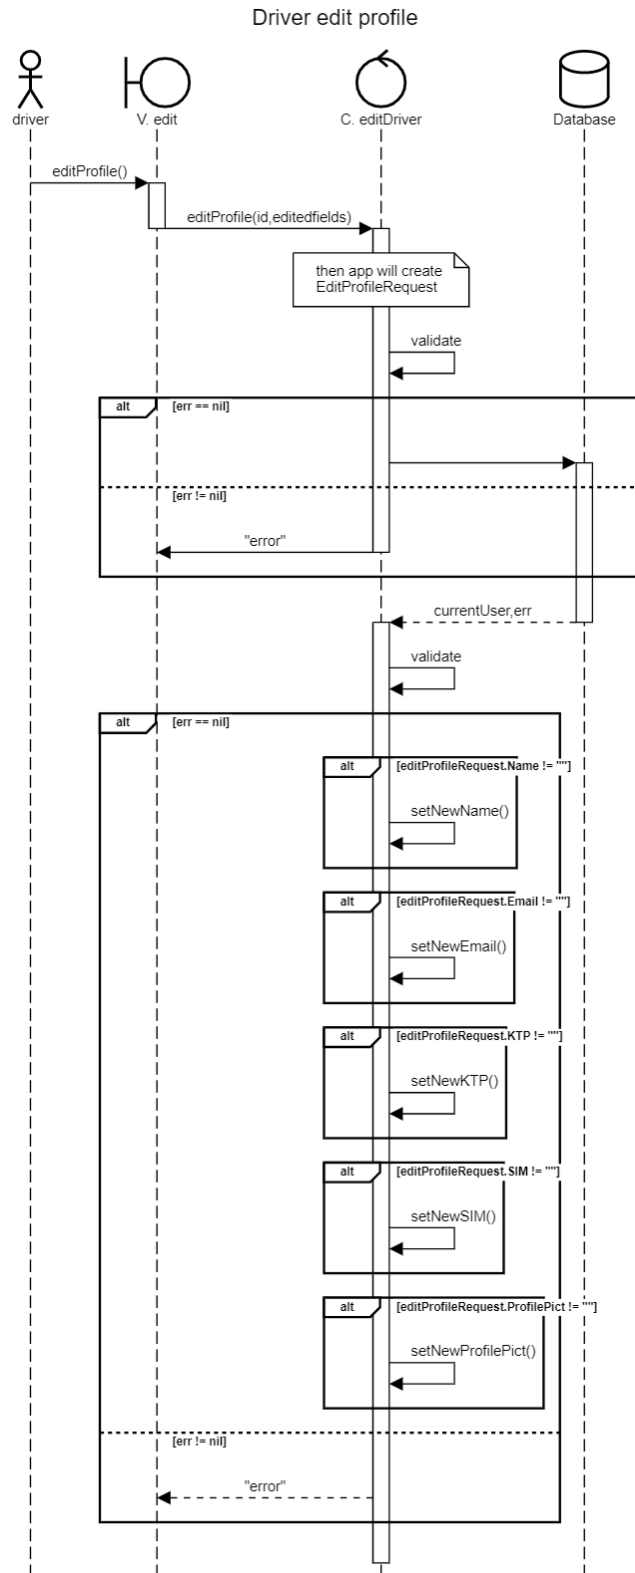 Driver edit profile
driver
V. edit
C. editDriver
Database
editProfile()
editProfile(id,editedfields)
then app will create
EditProfileRequest
validate
alt
[err == nil]
[err != nil]
"error"
currentUser,err
validate
alt
[err == nil]
alt
[editProfileRequest.Name != ""]
setNewName()
alt
[editProfileRequest.Email != ""]
setNewEmail()
alt
[editProfileRequest.KTP != ""]
setNewKTP()
alt
[editProfileRequest.SIM != ""]
setNewSIM()
alt
[editProfileRequest.ProfilePict != ""]
setNewProfilePict()
[err != nil]
"error"